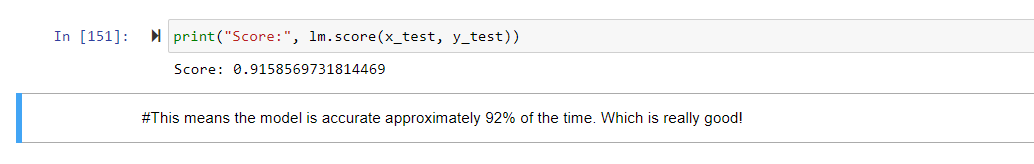 In [151]: print("Score:", lm.score(x_test, y_test))
Score: 0.9158569731814469
#This means the model is accurate approximately 92% of the time. Which is really good!